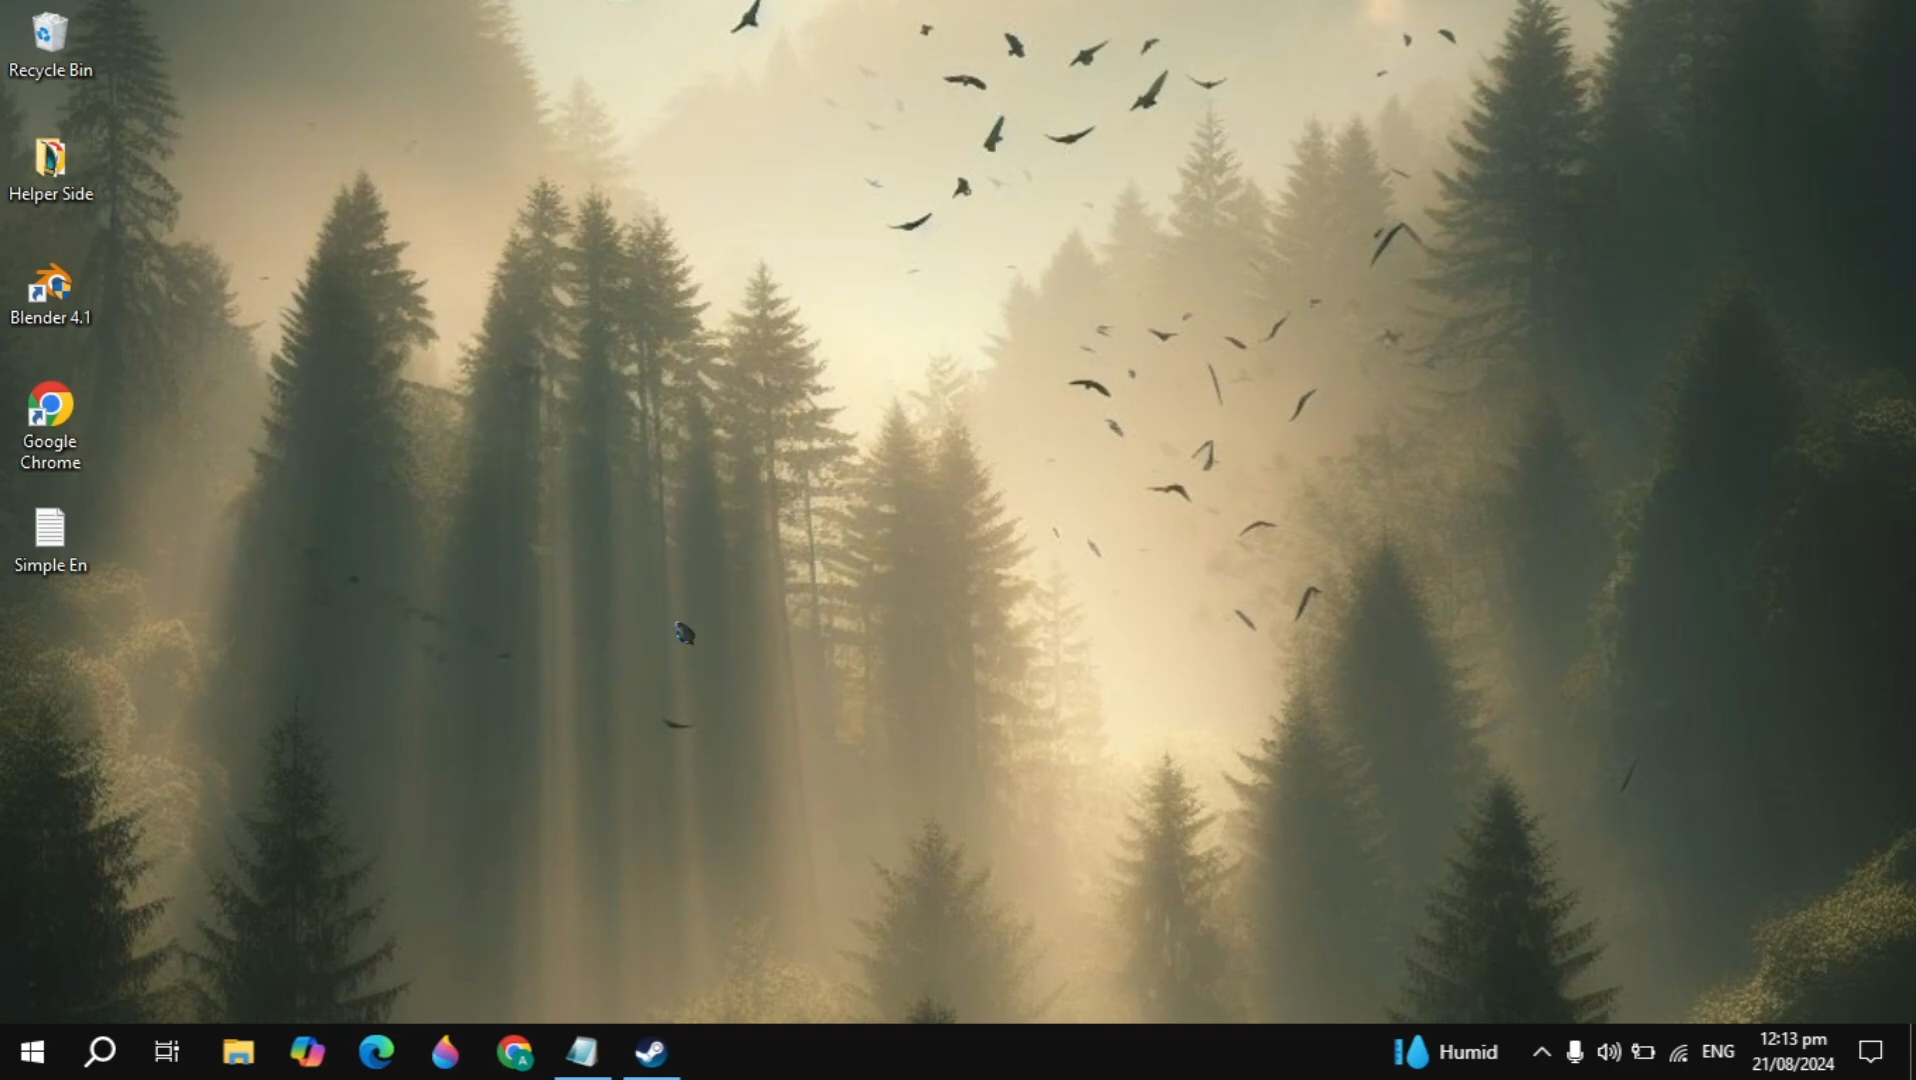 Recycle Bin
Helper Side
Blender 4.1
Google
Chrome
Simple En
A
Humid
ENG
12:13 pm
21/08/2024